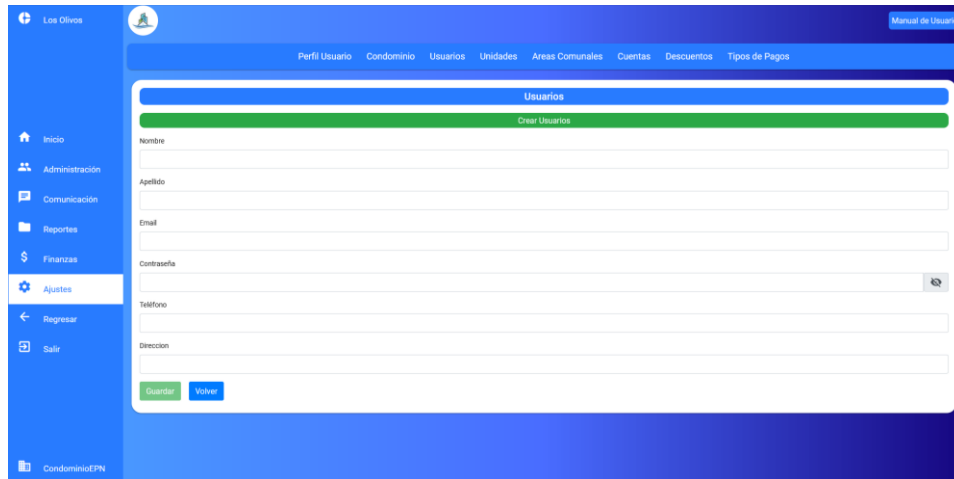 Los Olivos
Manual de Usuari
Perfil Usuario Condominio Usuarios Unidades Areas Comunales Cuentas Descuentos Tipos de Pagos
Usuarios
Crear Usuarios
Inicio
Administración
Comunicación
Reportes
Finanzas
Ajustes
Regresar
Salir
CondominioEPN
Nombre
Apellido
Email
Contraseña
Teléfono
Direccion
Guardar Volver